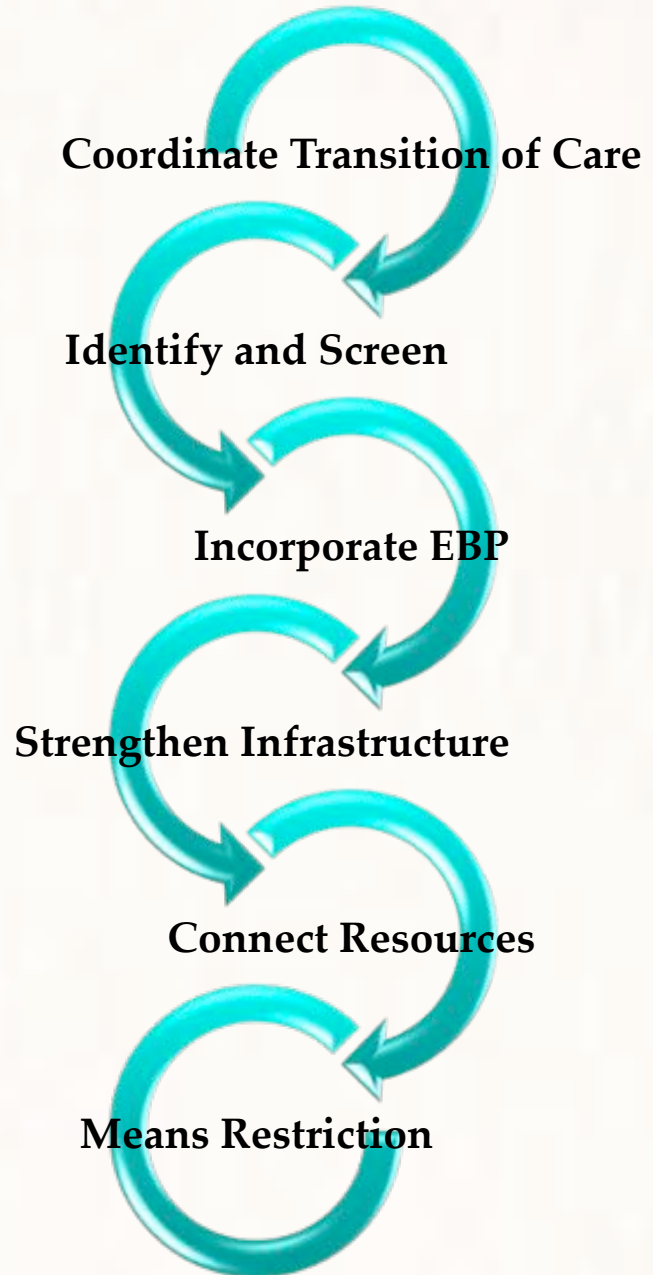 Coordinate Transition of Care
Identify and Screen
Incorporate EBP
Strengthen Infrastructure
Connect Resources
Means Restriction